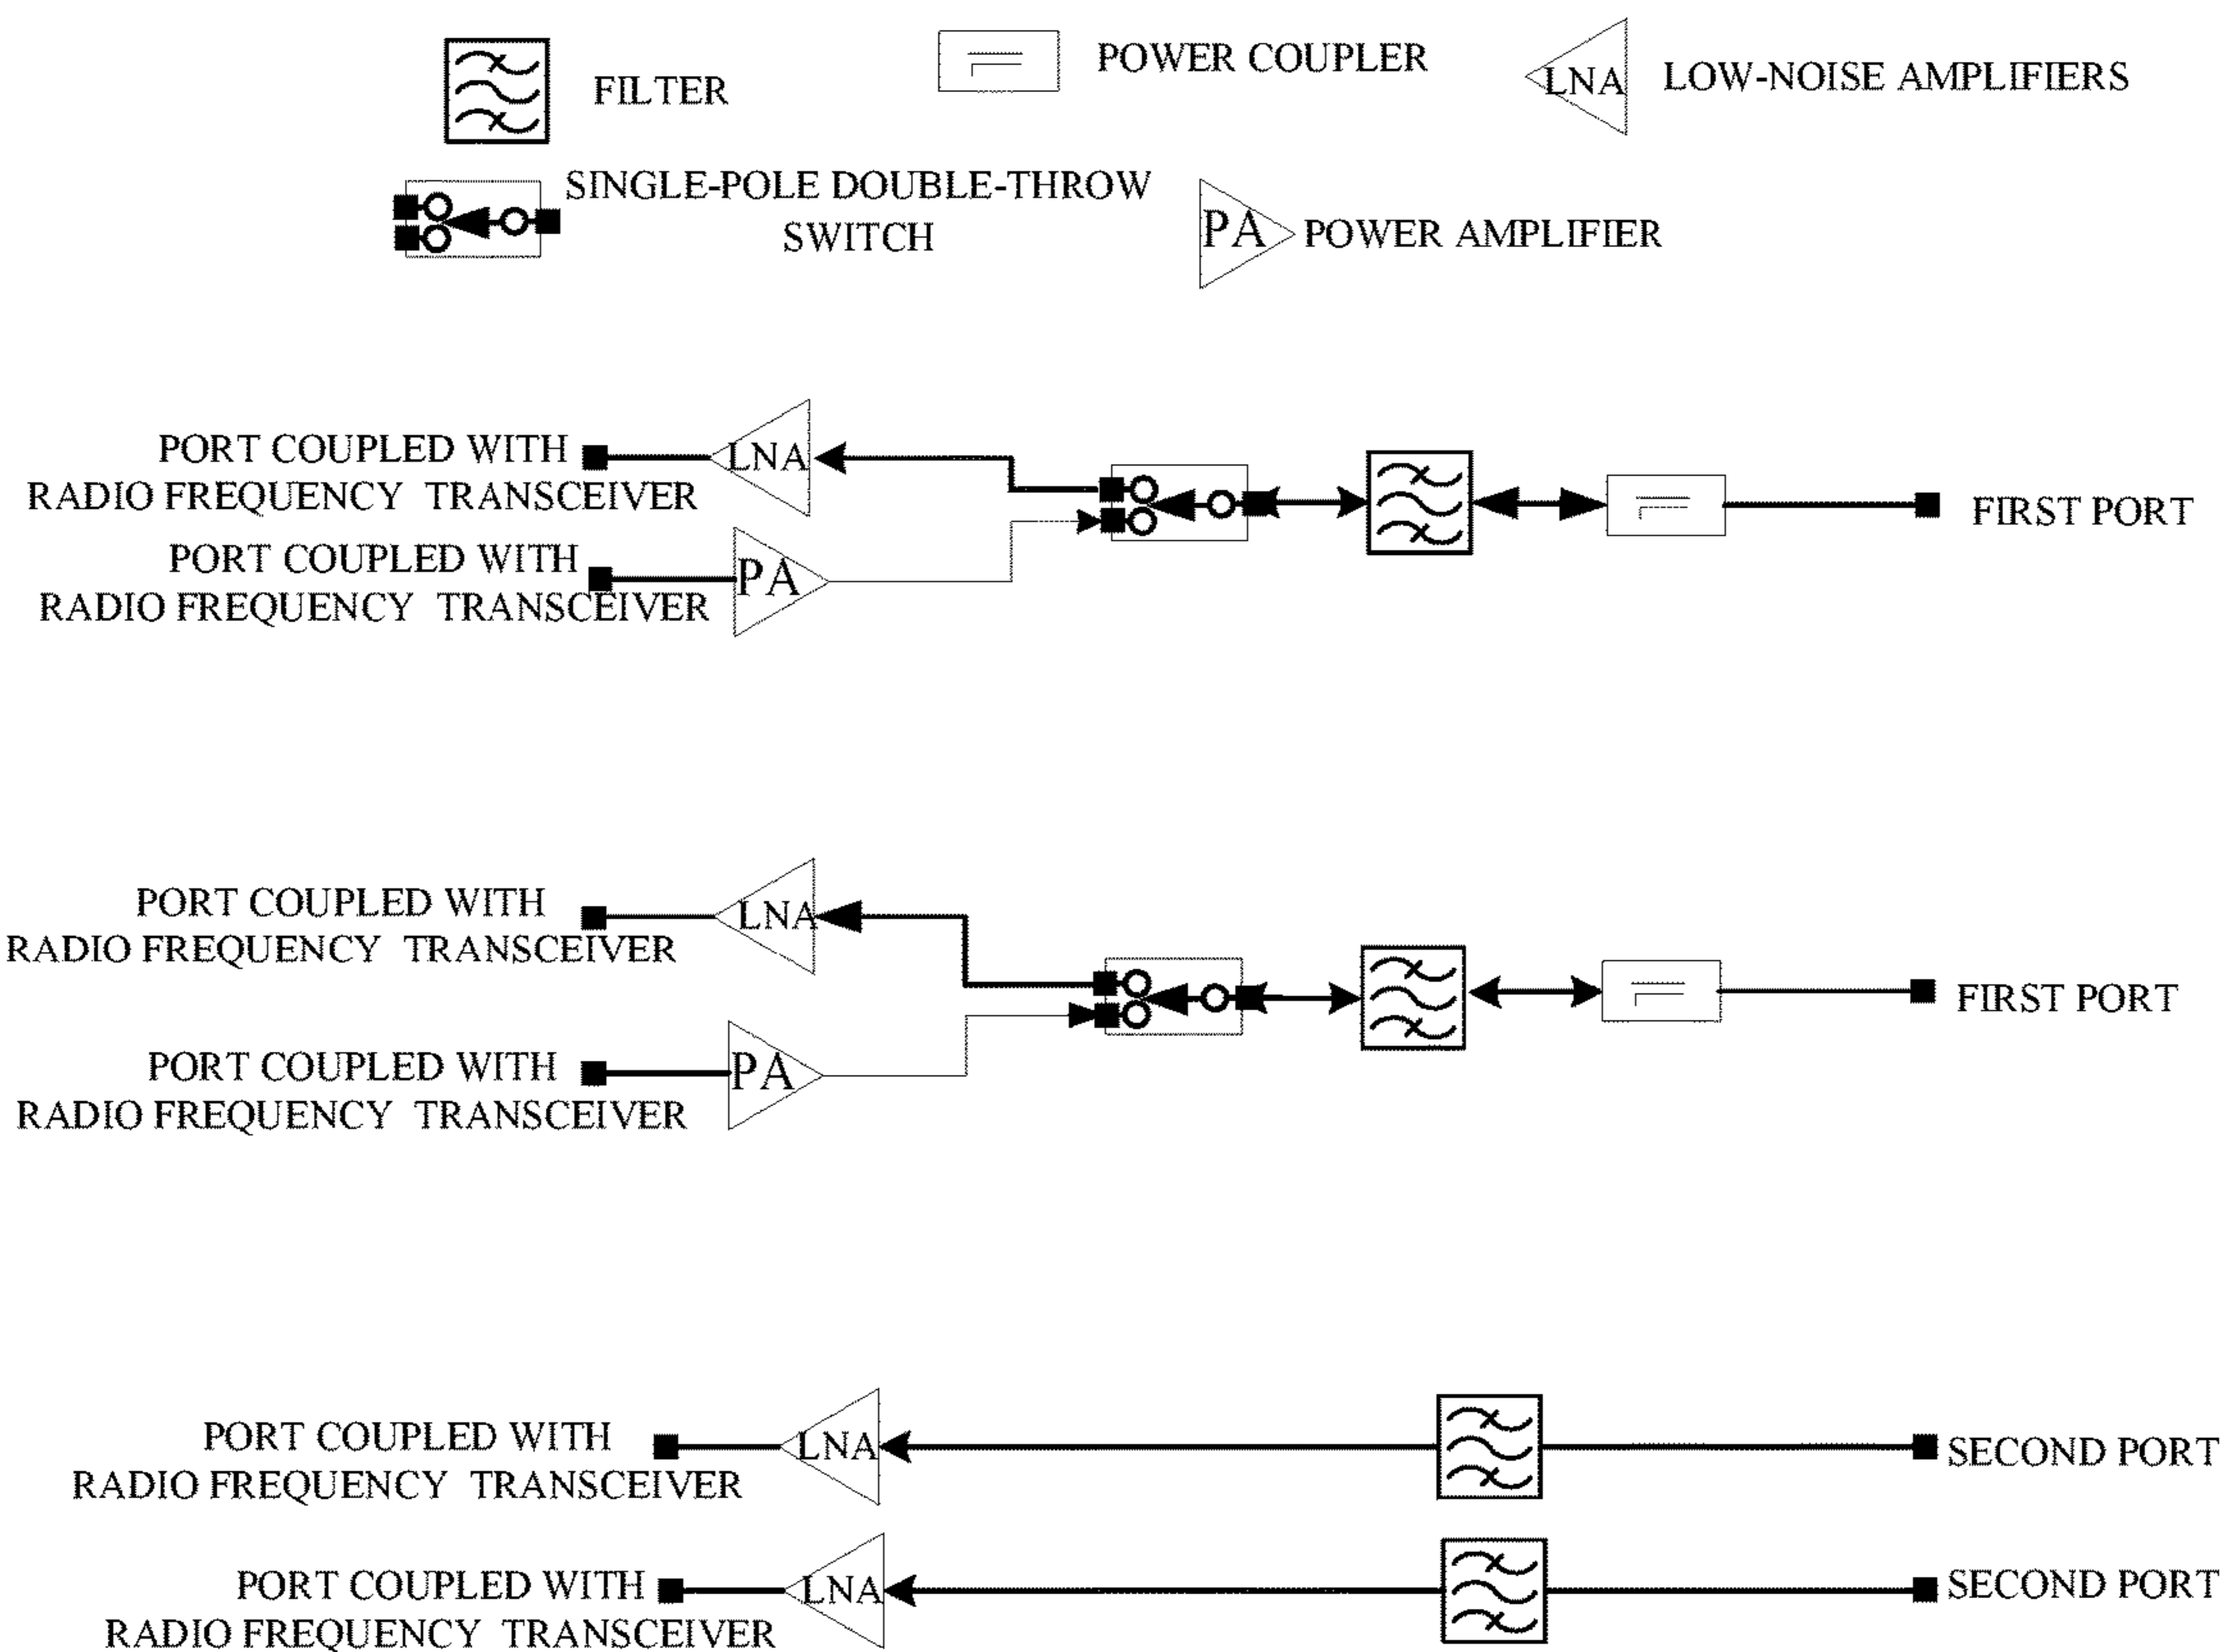 FILTER
POWER COUPLER
LNA
LOW-NOISE AMPLIFIERS
SINGLE-POLE DOUBLE-THROW
SWITCH
PA
POWER AMPLIFIER
PORT COUPLED WITH
RADIO FREQUENCY TRANSCEIVER
LNA
FIRST PORT
PORT COUPLED WITH
RADIO FREQUENCY TRANSCEIVER
PA
PORT COUPLED WITH
RADIO FREQUENCY TRANSCEIVER
LNA
FIRST PORT
PORT COUPLED WITH
RADIO FREQUENCY TRANSCEIVER
PA
PORT COUPLED WITH
RADIO FREQUENCY TRANSCEIVER
LNA
SECOND PORT
PORT COUPLED WITH
RADIO FREQUENCY TRANSCEIVER
LNA
SECOND PORT